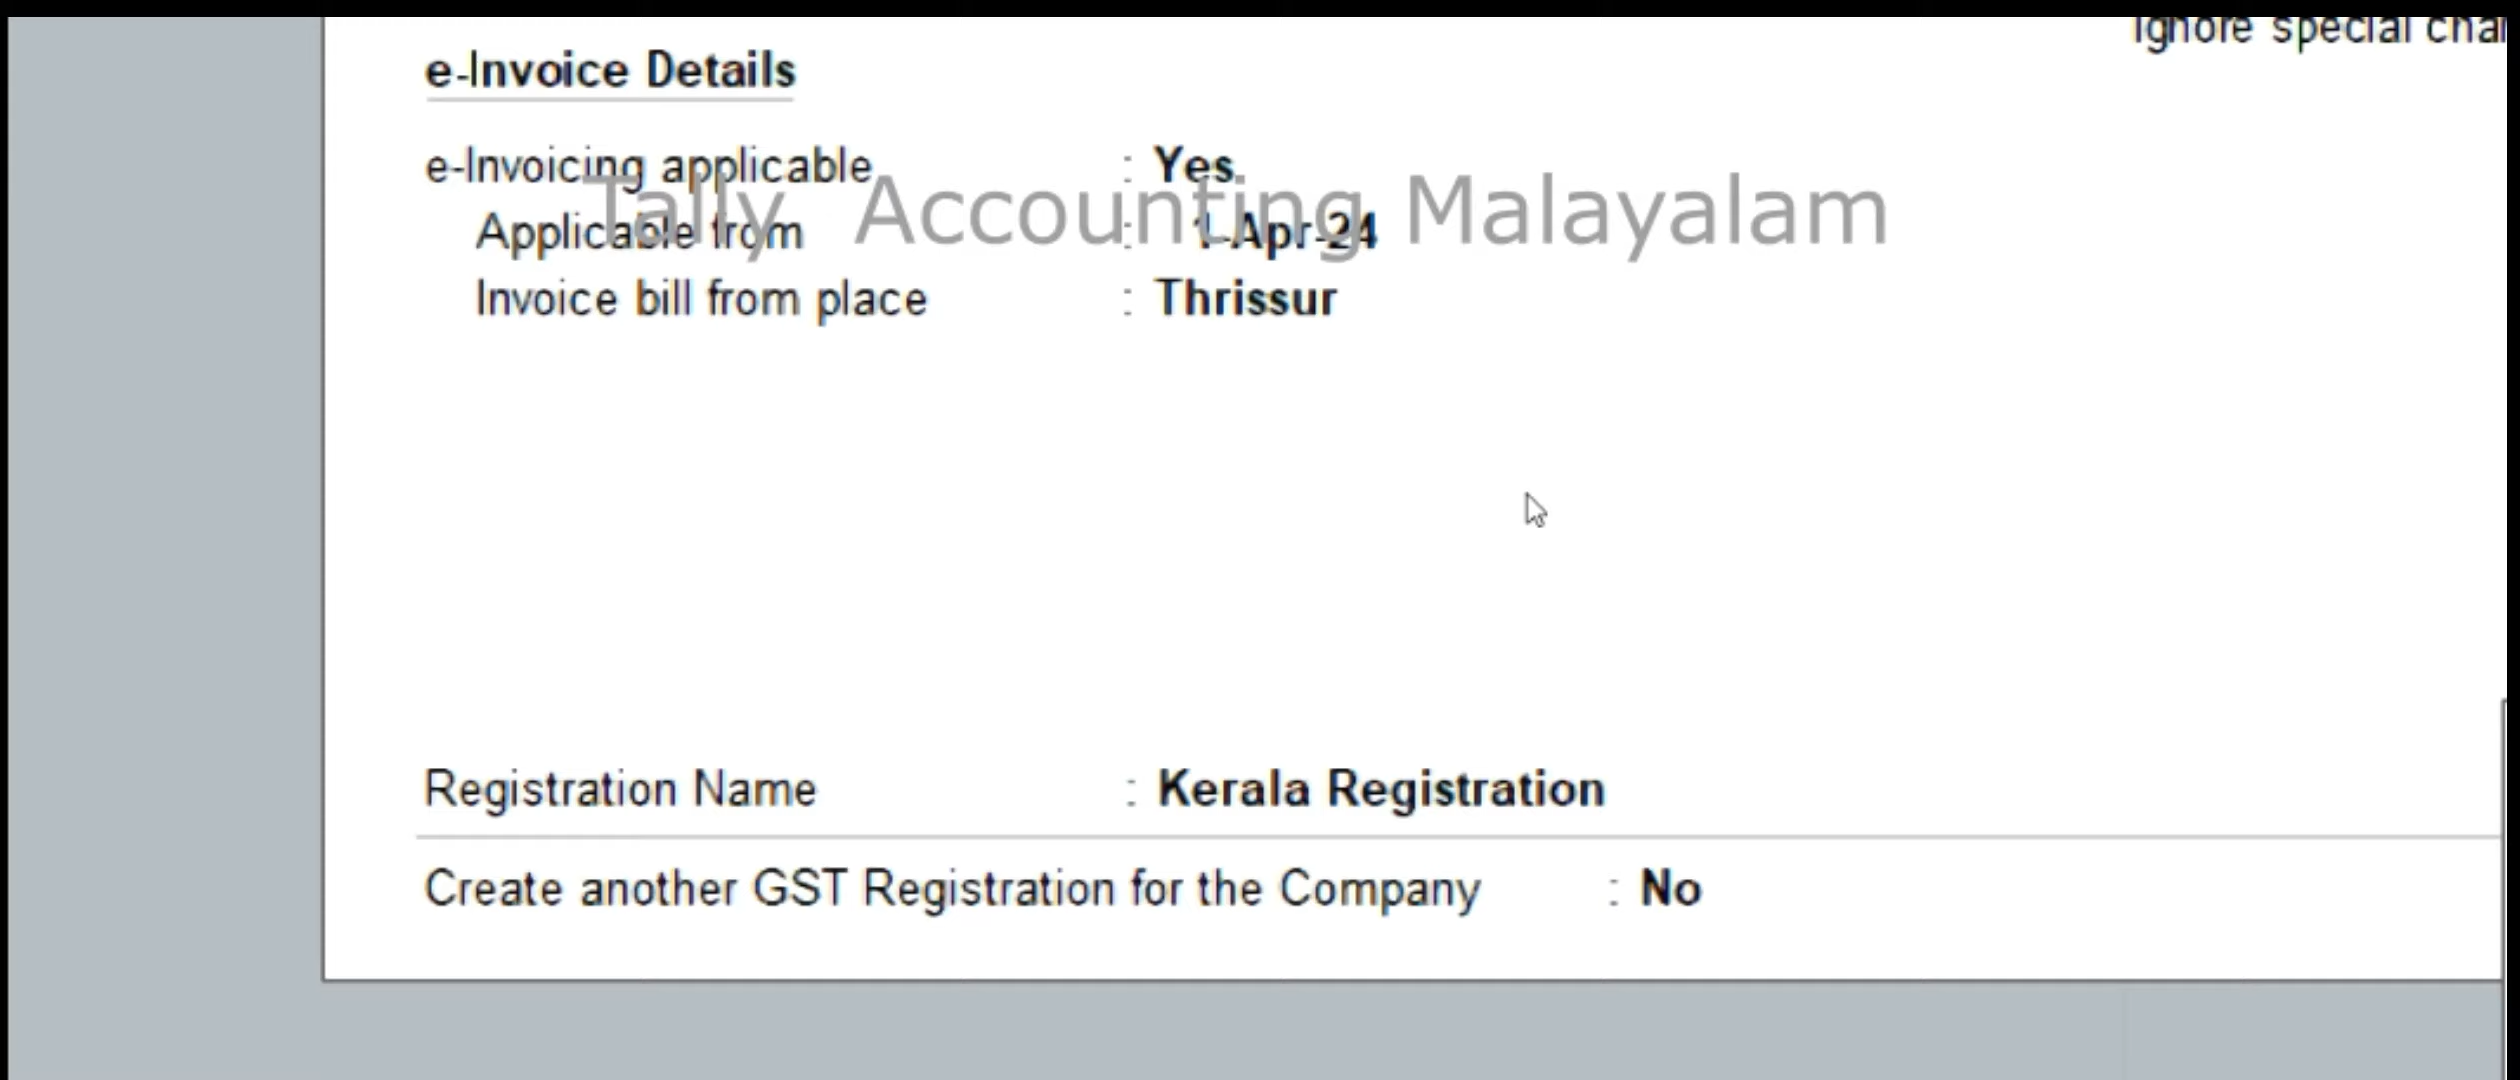 Ignore special
e-Invoice Details
e-Invoicing applicable : Yes
Tally Accounting Malayalam
Applicable from : 1-Apr-24
Invoice bill from place : Thrissur
Registration Name : Kerala Registration
Create another GST Registration for the Company : No